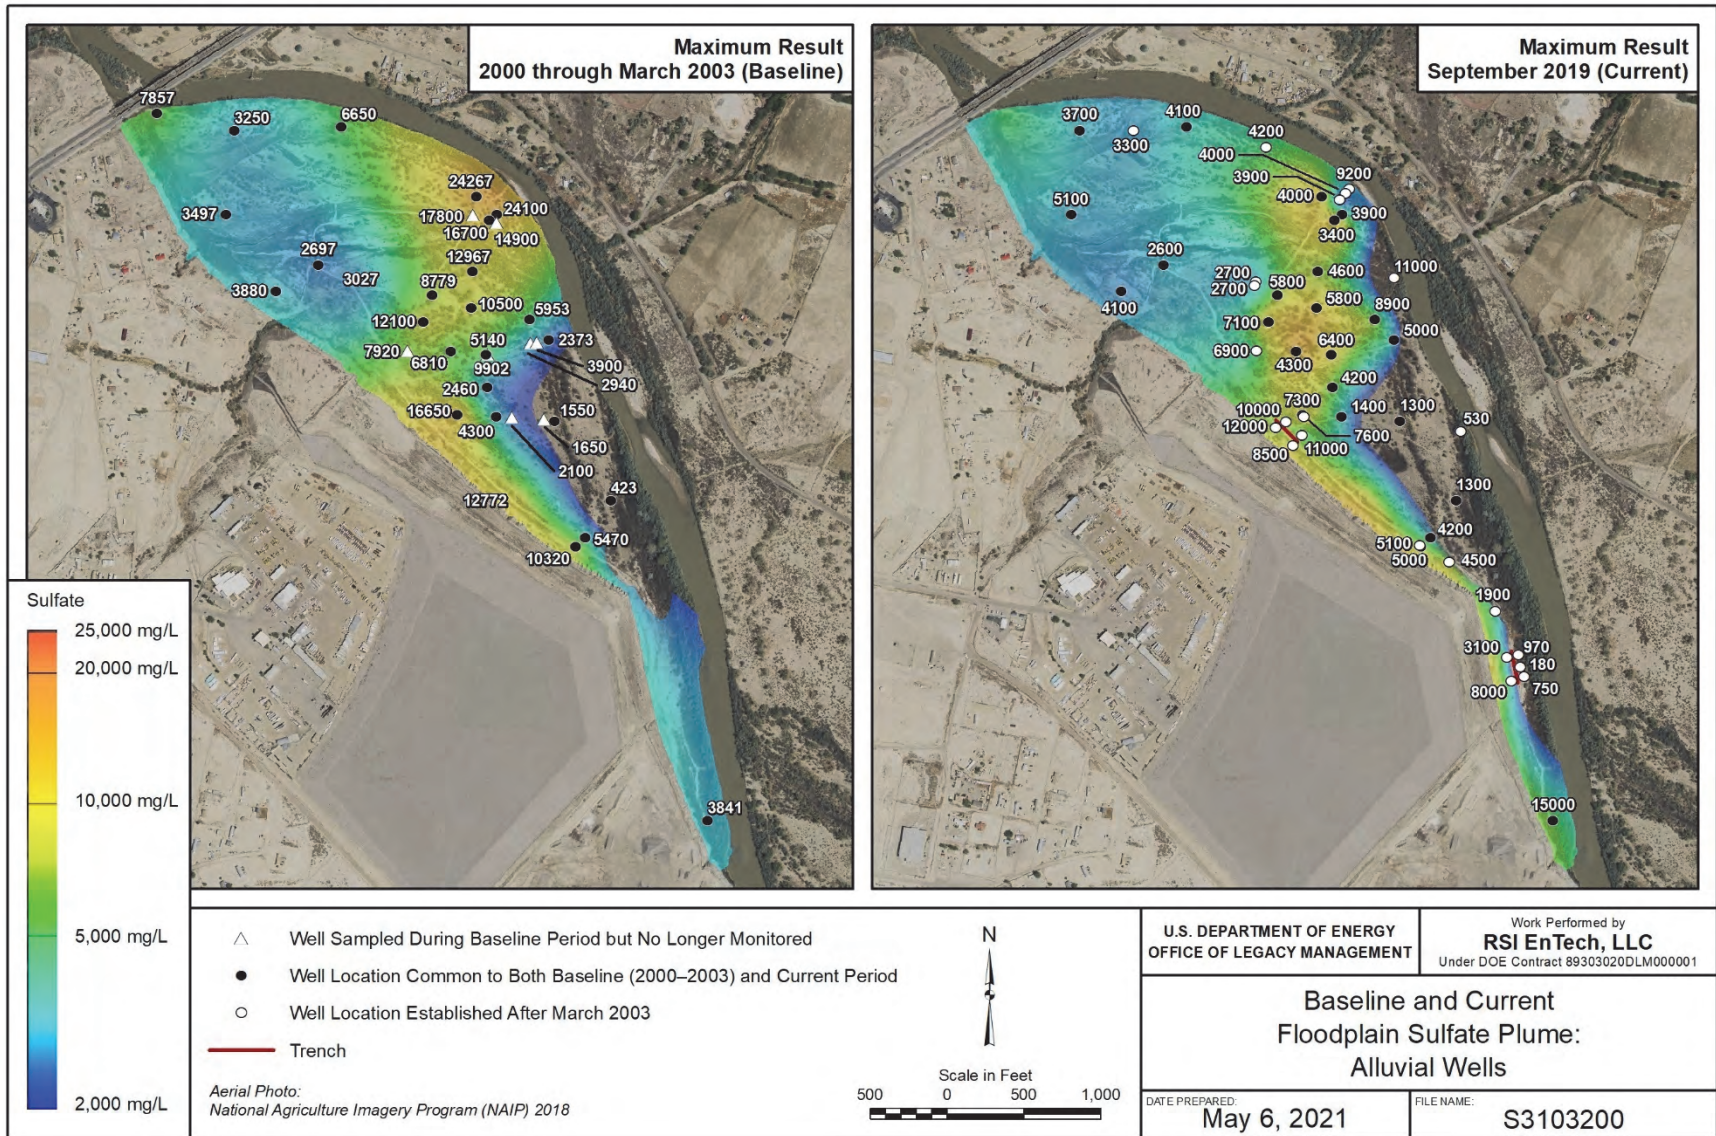 Maximum Result
2000 through March 2003 (Baseline)
7857
3250
6650
24267
17800
24100
16700
14900
3497
12967
2697
3027
8779
3880
10500
5953
12100
5140
2373
7920
6810
9902
3900
2940
2460
16650
1550
4300
1650
2100
12772
423
5470
10320
3841
Maximum Result
September 2019 (Current)
3700
4100
4200
3300
4000
9200
3900
4000
3900
5100
3400
2600
11000
4600
2700
5800
2700
4100
5800
8900
7100
5000
6400
6900
4300
4200
7300
10000
1400
1300
530
12000
7600
11000
8500
1300
4200
5100
5000
4500
1900
3100
970
180
8000
750
15000
Sulfate
25,000 mg/L
20,000 mg/L
10,000 mg/L
5,000 mg/L
2,000 mg/L
Well Sampled During Baseline Period but No Longer Monitored
Well Location Common to Both Baseline (2000–2003) and Current Period
Well Location Established After March 2003
Trench
Aerial Photo:
National Agriculture Imagery Program (NAIP) 2018
N
Scale in Feet
500 0 500 1,000
U.S. DEPARTMENT OF ENERGY
OFFICE OF LEGACY MANAGEMENT
Work Performed by
RSI EnTech, LLC
Under DOE Contract 89303020DLM000001
Baseline and Current
Floodplain Sulfate Plume:
Alluvial Wells
DATE PREPARED:
May 6, 2021
FILE NAME:
S3103200